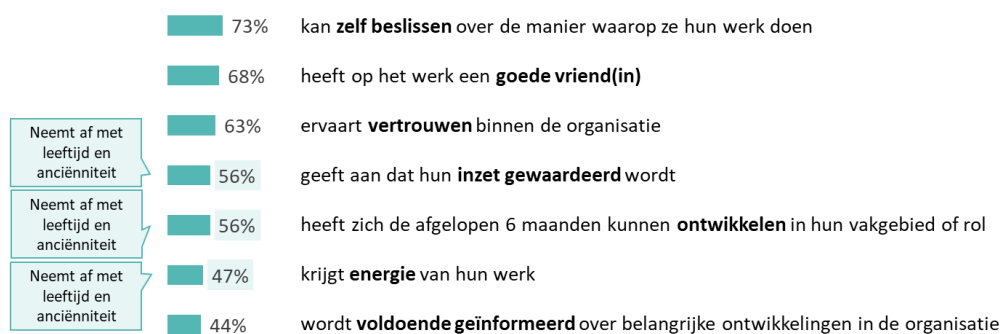 73% kan zelf beslissen over de manier waarop ze hun werk doen
68% heeft op het werk een goede vriend(in)
63% ervaart vertrouwen binnen de organisatie
Neemt af met
leeftijd en
anciënniteit
56% geeft aan dat hun inzet gewaardeerd wordt
Neemt af met
leeftijd en
anciënniteit
56% heeft zich de afgelopen 6 maanden kunnen ontwikkelen in hun vakgebied of rol
Neemt af met
leeftijd en
anciënniteit
47% krijgt energie van hun werk
44% wordt voldoende geïnformeerd over belangrijke ontwikkelingen in de organisatie